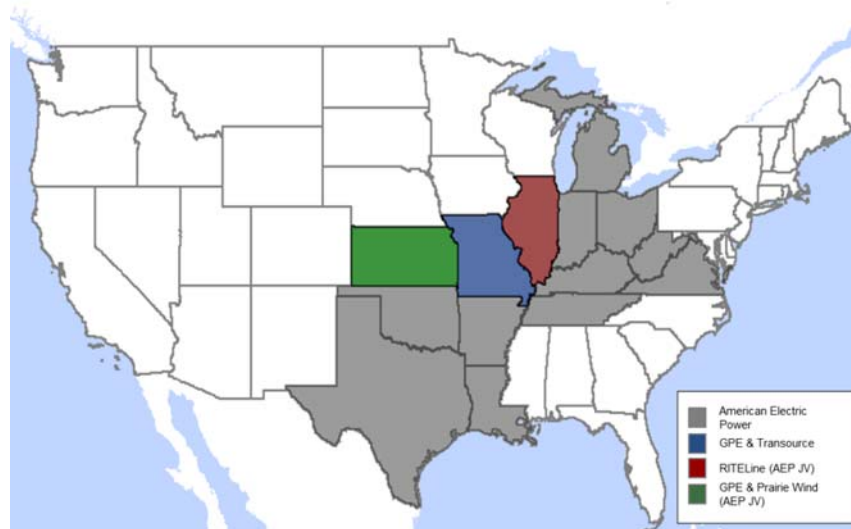 American Electric
Power
GPE & Transource
RITELine (AEP JV)
GPE & Prairie Wind
(AEP JV)